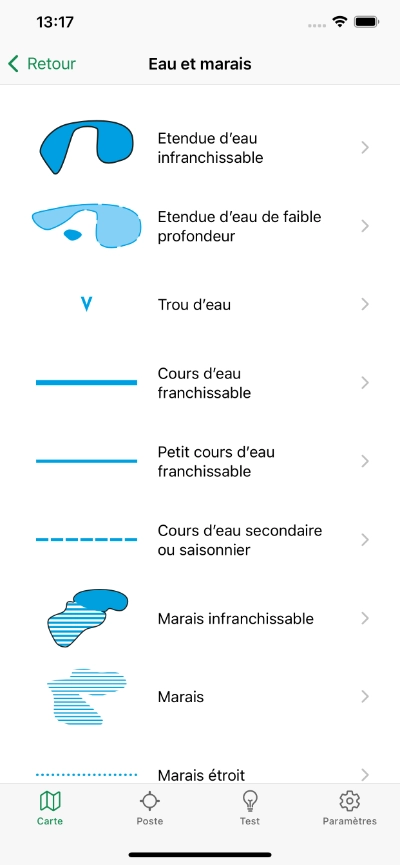 13:17
Retour
Eau et marais
Etendue d’eau
infranchissable
Etendue d’eau de faible
profondeur
Trou d’eau
Cours d’eau
franchissable
Petit cours d’eau
franchissable
Cours d’eau secondaire
ou saisonnier
Marais infranchissable
Marais
Marais étroit
Carte
Poste
Test
Paramètres